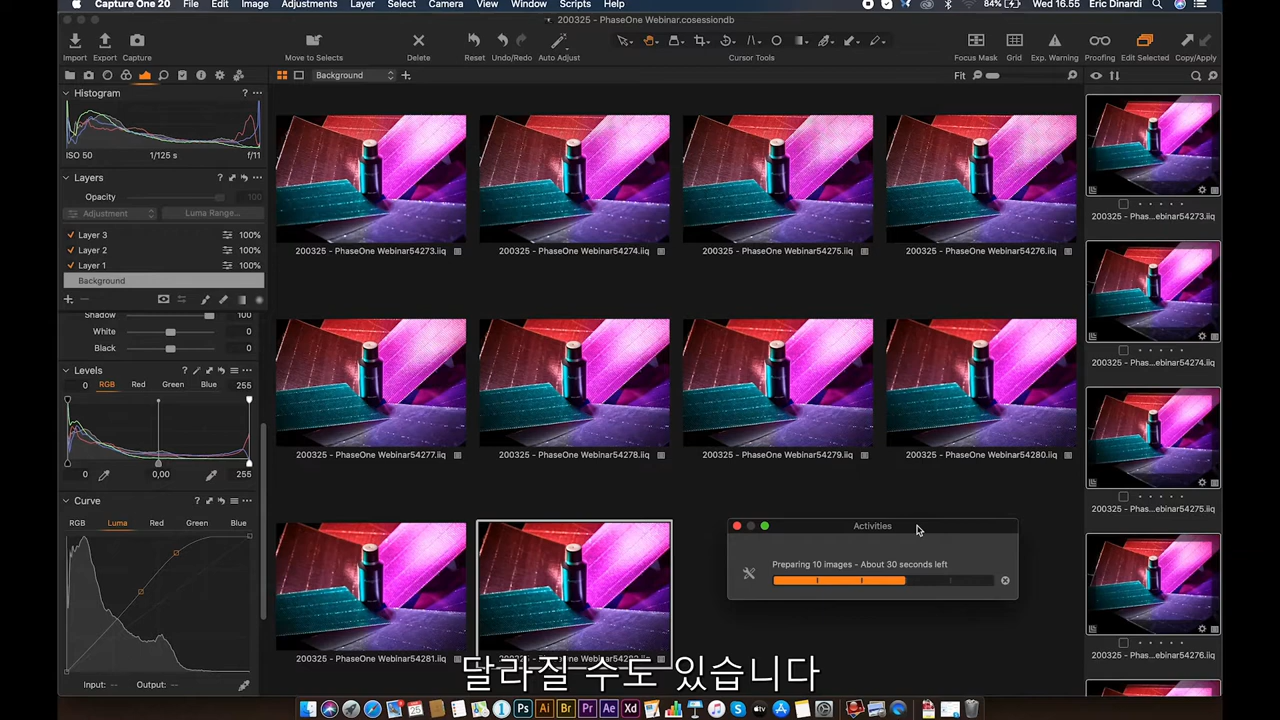 Capture One 20 File Edit Image Adjustments Layer Select Camera View Window Scripts Help 84% Wed 16.55 Eric Dinardi
200325 - PhaseOne Webinar.cosessiondb
Import Export Capture Move to Selects Delete Reset Undo/Redo Auto Adjust Cursor Tools Focus Mask Grid Exp. Warning Proofing Edit Selected Copy/Apply
Background Fit
Histogram
ISO 50 1/125 s f/11
Layers
Opacity 100
Adjustment Luma Range...
Layer 3 100%
Layer 2 100%
Layer 1 100%
Background
Shadow 100
White 0
Black 0
Levels
0 RGB Red Green Blue 255
0 0,00 255
Curve
RGB Luma Red Green Blue
Input: -- Output: --
200325 - PhaseOne Webinar54273.iiq
200325 - PhaseOne Webinar54274.iiq
200325 - PhaseOne Webinar54275.iiq
200325 - PhaseOne Webinar54276.iiq
200325 - PhaseOne Webinar54277.iiq
200325 - PhaseOne Webinar54278.iiq
200325 - PhaseOne Webinar54279.iiq
200325 - PhaseOne Webinar54280.iiq
200325 - PhaseOne Webinar54281.iiq
Activities
Preparing 10 images - About 30 seconds left
200325 - Phas...ebinar54273.iiq
200325 - Phas...ebinar54274.iiq
200325 - Phas...ebinar54275.iiq
200325 - Phas...ebinar54276.iiq
달라질 수도 있습니다
Ps Ai Br Pr Ae Xd